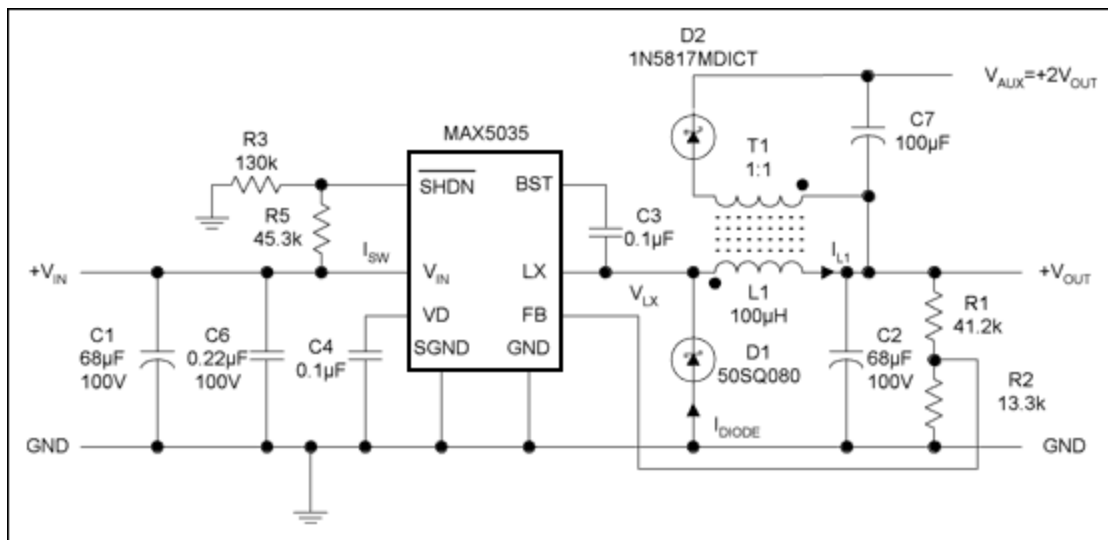 D2
1N5817MDICT
V_AUX=+2V_OUT
C7
100µF
MAX5035
T1
1:1
R3
130k
SHDN
BST
R5
45.3k
C3
0.1µF
+V_IN
I_SW
V_IN
LX
I_L1
+V_OUT
V_LX
L1
100µH
R1
41.2k
VD
FB
C1
68µF
100V
C6
0.22µF
100V
C4
0.1µF
SGND
GND
D1
50SQ080
C2
68µF
100V
R2
13.3k
I_DIODE
GND
GND